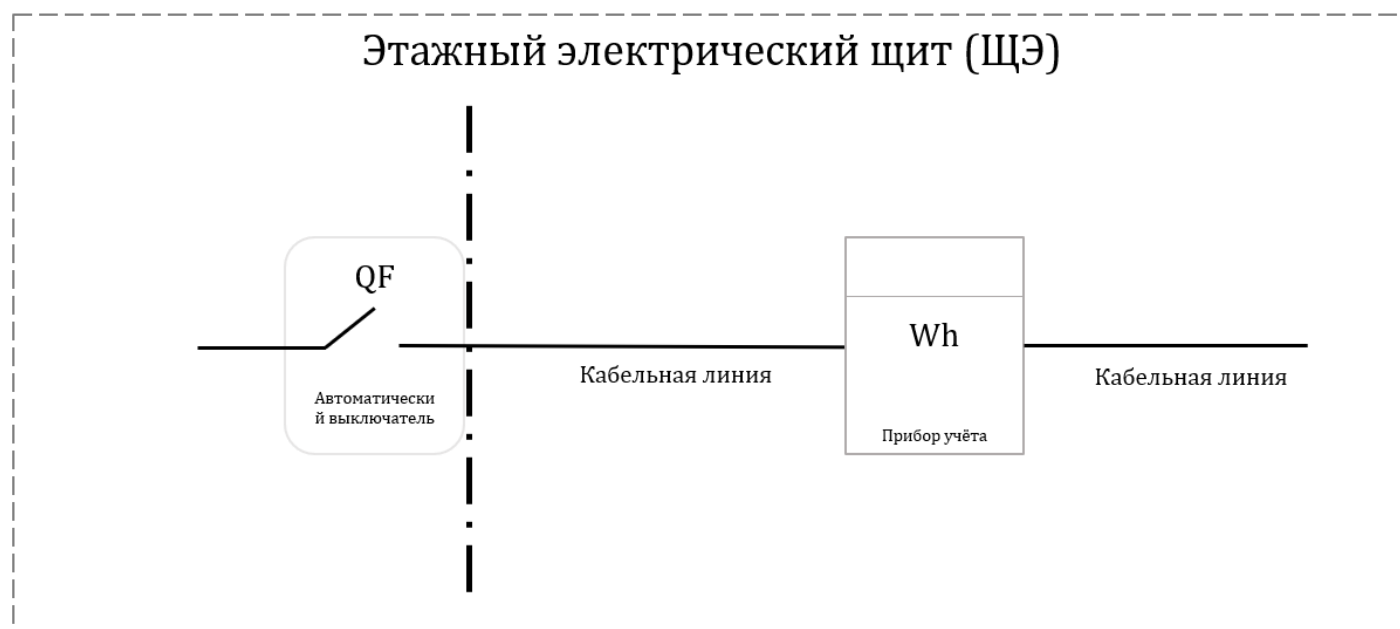 Этажный электрический щит (ЩЭ)
QF
Автоматически
й выключатель
Кабельная линия
Wh
Прибор учёта
Кабельная линия